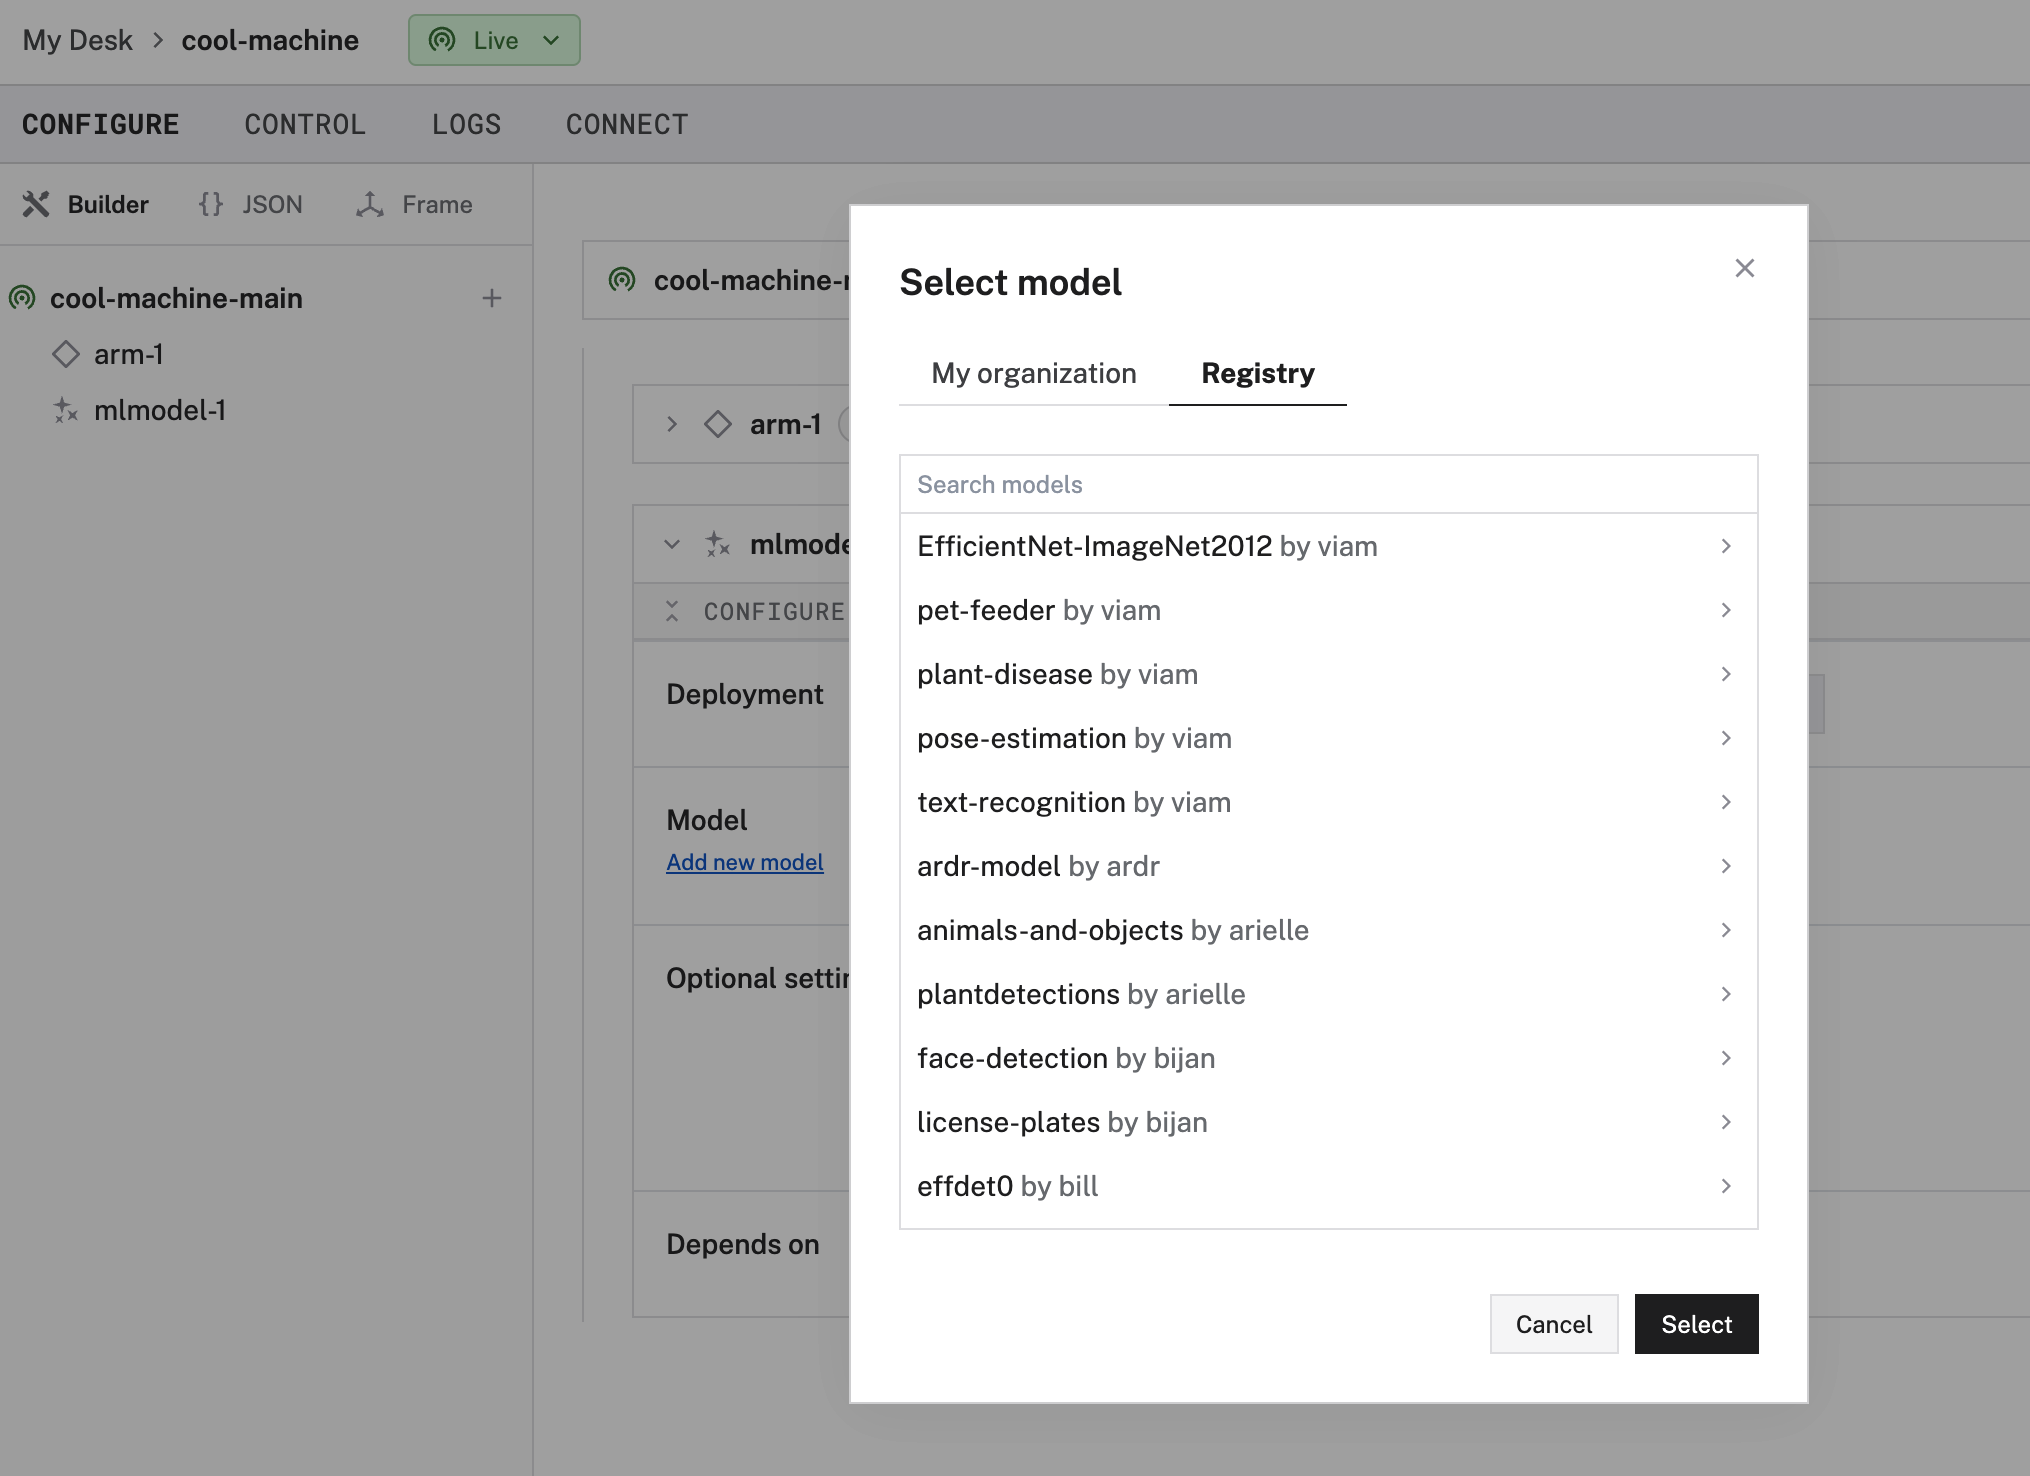 My Desk > cool-machine Live
CONFIGURE CONTROL LOGS CONNECT
Builder {} JSON Frame
cool-machine-main +
arm-1
mlmodel-1
cool-machine-
arm-1
mlmode
CONFIGURE
Deployment
Model
Add new model
Optional settin
Depends on
Select model
My organization Registry
Search models
EfficientNet-ImageNet2012 by viam
pet-feeder by viam
plant-disease by viam
pose-estimation by viam
text-recognition by viam
ardr-model by ardr
animals-and-objects by arielle
plantdetections by arielle
face-detection by bijan
license-plates by bijan
effdet0 by bill
Cancel Select